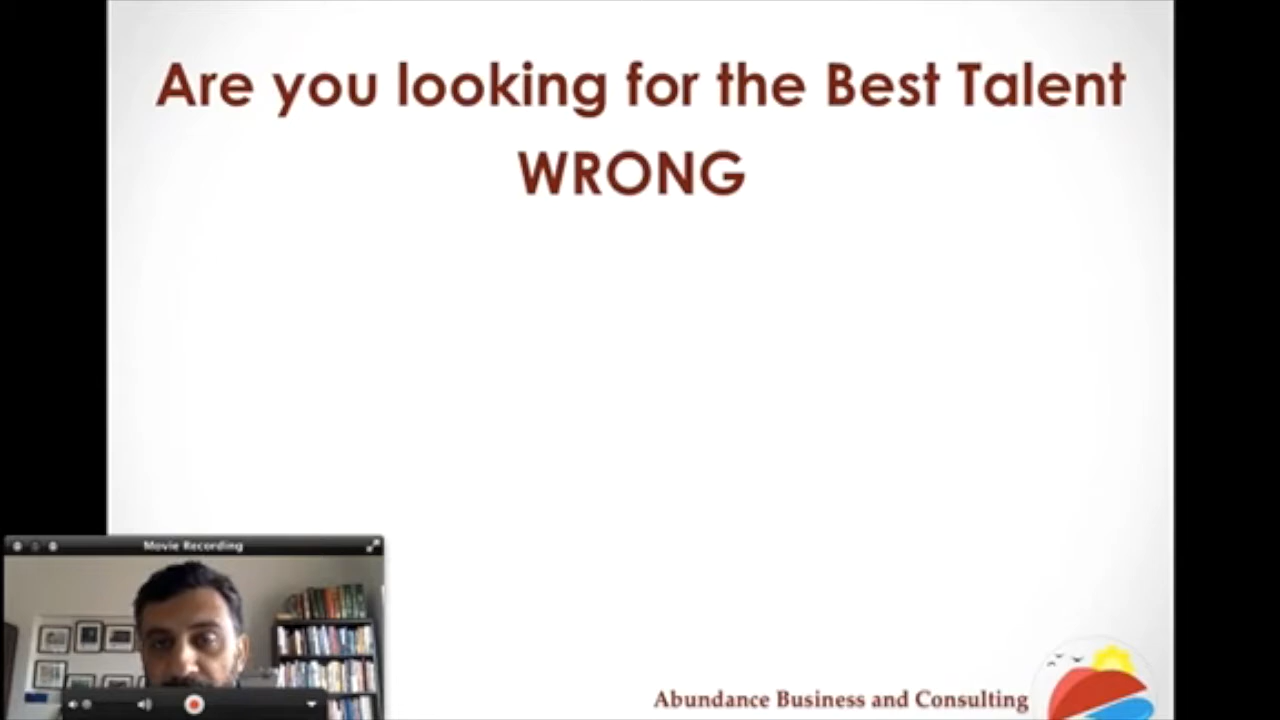 Are you looking for the Best Talent
WRONG
Movie Recording
Abundance Business and Consulting